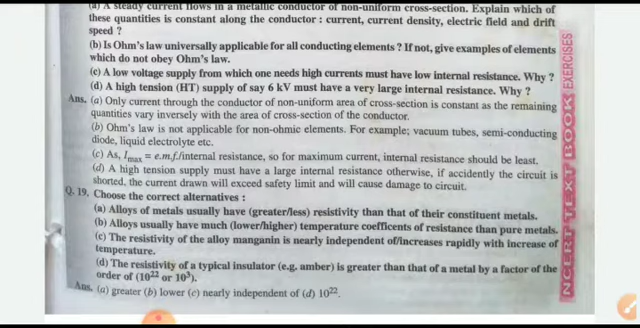 (a) A steady current flows in a metallic conductor of non-uniform cross-section. Explain which of
these quantities is constant along the conductor : current, current density, electric field and drift
speed ?
(b) Is Ohm's law universally applicable for all conducting elements ? If not, give examples of elements
which do not obey Ohm's law.
(c) A low voltage supply from which one needs high currents must have low internal resistance. Why ?
(d) A high tension (HT) supply of say 6 kV must have a very large internal resistance. Why ?
Ans. (a) Only current through the conductor of non-uniform area of cross-section is constant as the remaining
quantities vary inversely with the area of cross-section of the conductor.
(b) Ohm's law is not applicable for non-ohmic elements. For example; vacuum tubes, semi-conducting
diode, liquid electrolyte etc.
(c) As, Imax = e.m.f./internal resistance, so for maximum current, internal resistance should be least.
(d) A high tension supply must have a large internal resistance otherwise, if accidently the circuit is
shorted, the current drawn will exceed safety limit and will cause damage to circuit.
Q. 19. Choose the correct alternatives :
(a) Alloys of metals usually have (greater/less) resistivity than that of their constituent metals.
(b) Alloys usually have much (lower/higher) temperature coefficents of resistance than pure metals.
(c) The resistivity of the alloy manganin is nearly independent of/increases rapidly with increase of
temperature.
(d) The resistivity of a typical insulator (e.g. amber) is greater than that of a metal by a factor of the
order of (10²² or 10³).
Ans. (a) greater (b) lower (c) nearly independent of (d) 10²².
NCERT TEXT BOOK EXERCISES